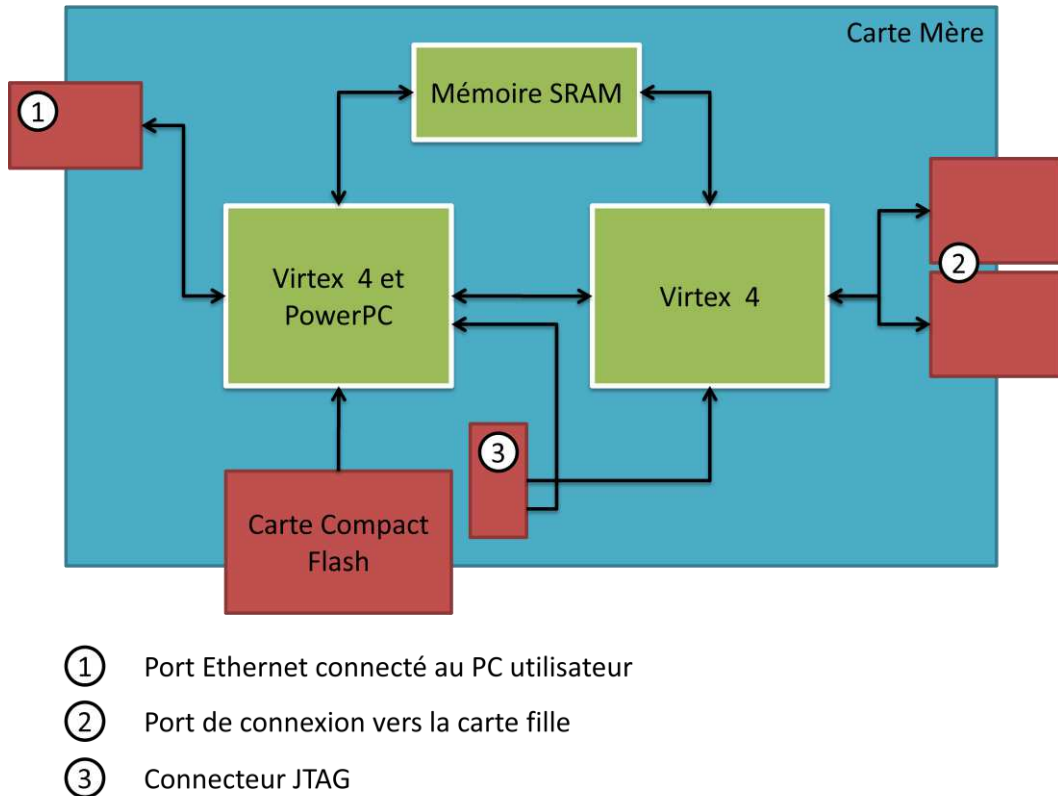 Carte Mère
1
Mémoire SRAM
Virtex 4 et
PowerPC
Virtex 4
2
3
Carte Compact
Flash
1 Port Ethernet connecté au PC utilisateur
2 Port de connexion vers la carte fille
3 Connecteur JTAG